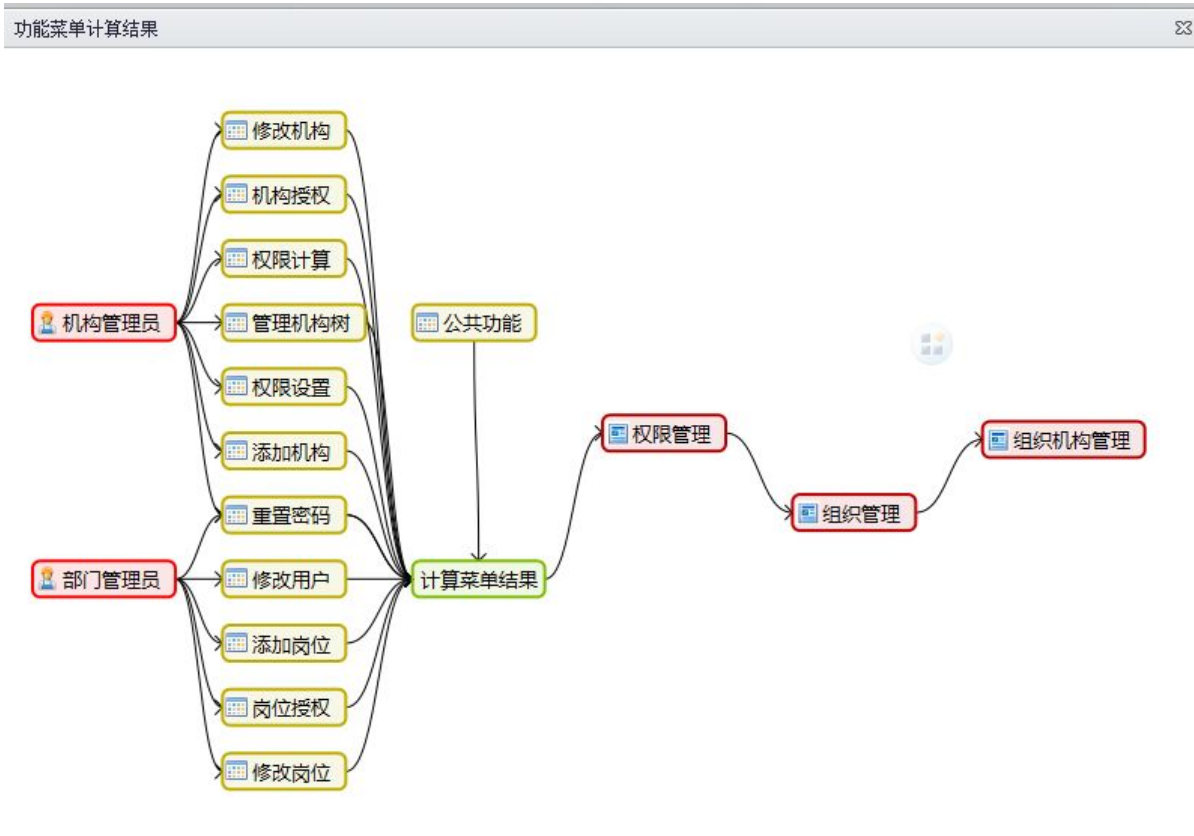 功能菜单计算结果
修改机构
机构授权
权限计算
机构管理员
管理机构树
公共功能
权限设置
权限管理
添加机构
组织机构管理
重置密码
组织管理
部门管理员
修改用户
计算菜单结果
添加岗位
岗位授权
修改岗位